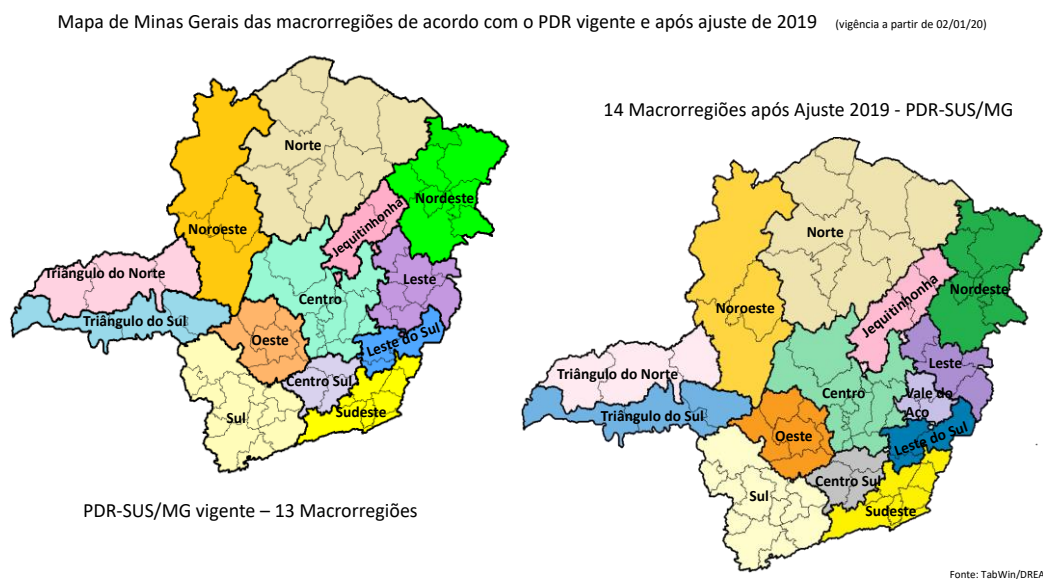 Mapa de Minas Gerais das macrorregiões de acordo com o PDR vigente e após ajuste de 2019 (vigência a partir de 02/01/20)
Norte
Nordeste
Jequitinhonha
Noroeste
Triângulo do Norte
Leste
Centro
Triângulo do Sul
Oeste
Leste do Sul
Centro Sul
Sul
Sudeste
PDR-SUS/MG vigente – 13 Macrorregiões
14 Macrorregiões após Ajuste 2019 - PDR-SUS/MG
Norte
Nordeste
Jequitinhonha
Noroeste
Leste
Triângulo do Norte
Centro
Vale do
Aço
Triângulo do Sul
Oeste
Leste do Sul
Centro Sul
Sul
Sudeste
Fonte: TabWin/DREA